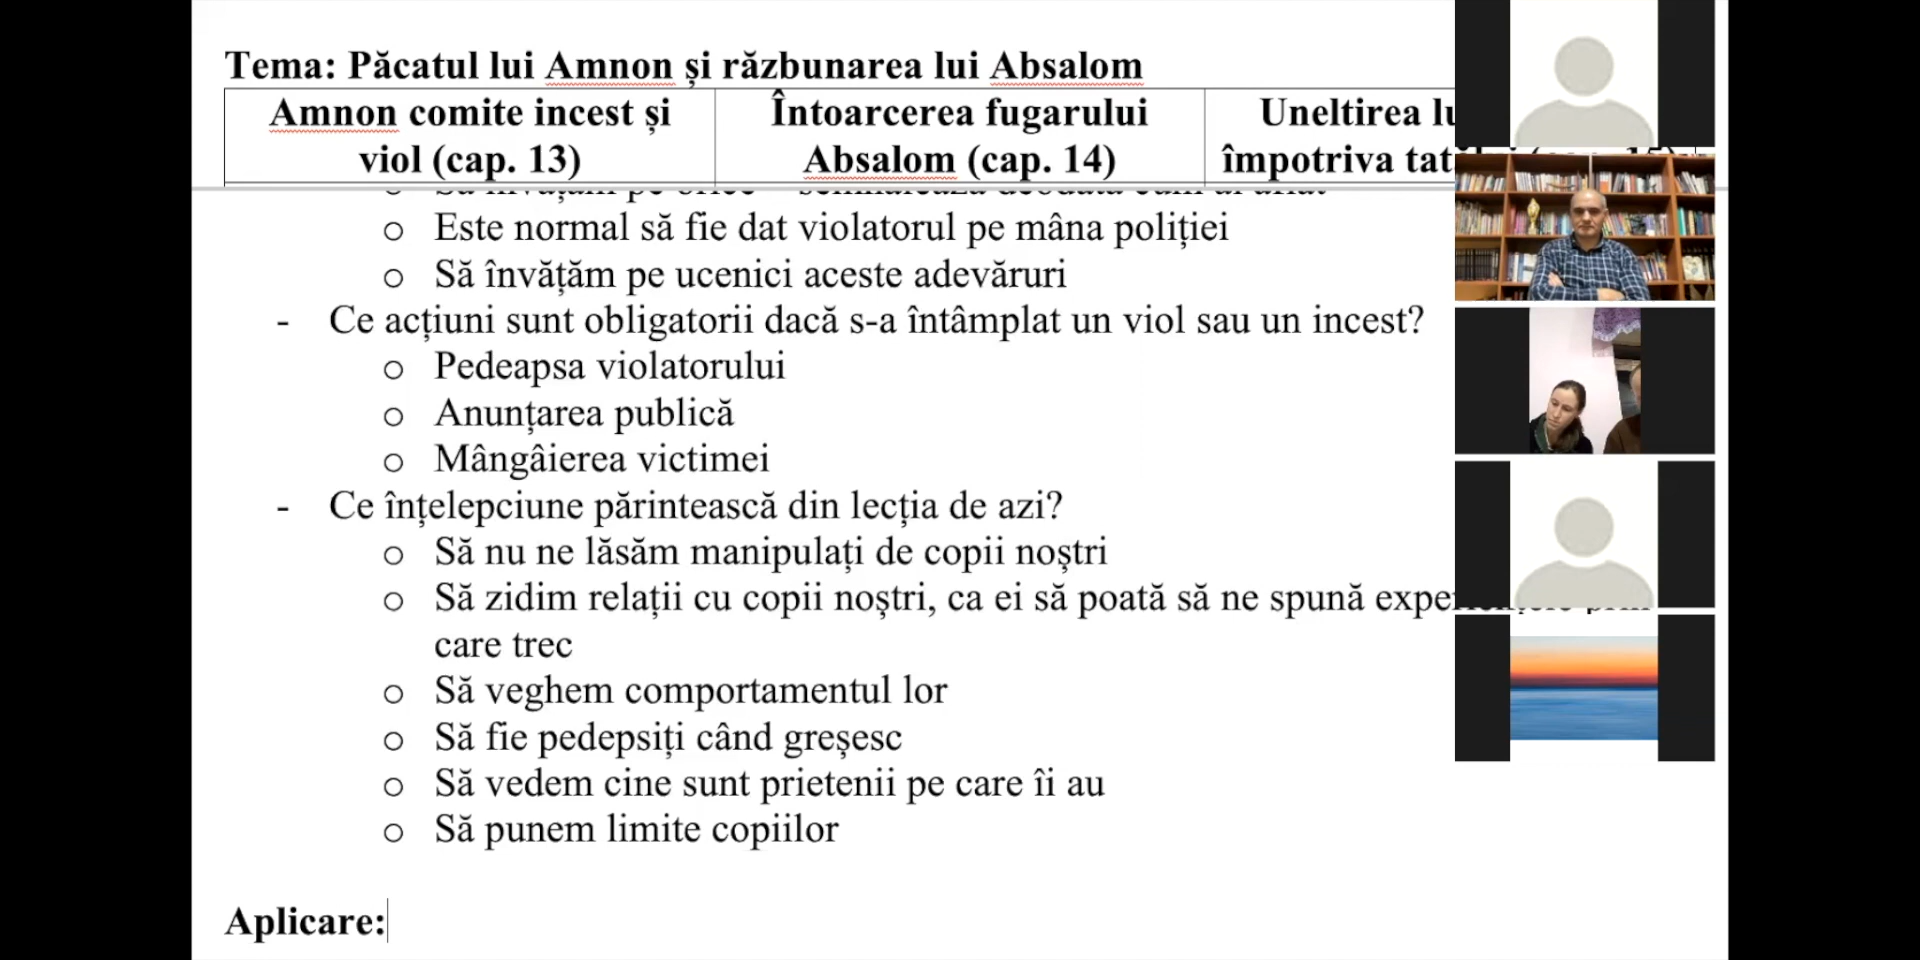 Tema: Păcatul lui Amnon și răzbunarea lui Absalom
Amnon comite incest și
viol (cap. 13)
Întoarcerea fugarului
Absalom (cap. 14)
Uneltirea
împotriva
o Este normal să fie dat violatorul pe mâna poliției
o Să învățăm pe ucenici aceste adevăruri
- Ce acțiuni sunt obligatorii dacă s-a întâmplat un viol sau un incest?
o Pedeapsa violatorului
o Anunțarea publică
o Mângâierea victimei
- Ce înțelepciune părintească din lecția de azi?
o Să nu ne lăsăm manipulați de copii noștri
o Să zidim relații cu copii noștri, ca ei să poată să ne spună
care trec
o Să veghem comportamentul lor
o Să fie pedepsiți când greșesc
o Să vedem cine sunt prietenii pe care îi au
o Să punem limite copiilor
Aplicare: